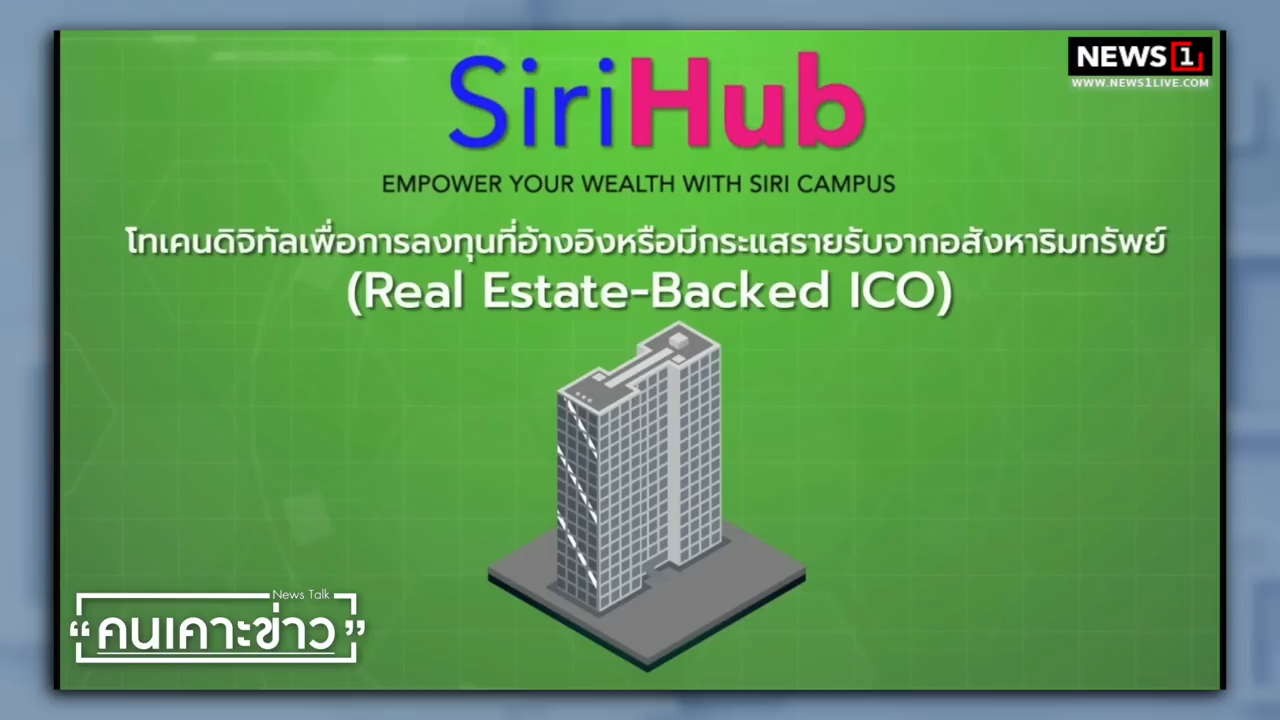 NEWS 1
WWW.NEWS1LIVE.COM
SiriHub
EMPOWER YOUR WEALTH WITH SIRI CAMPUS
โทเคนดิจิทัลเพื่อการลงทุนที่อ้างอิงหรือมีกระแสรายรับจากอสังหาริมทรัพย์
(Real Estate-Backed ICO)
News Talk
“คนเคาะข่าว”